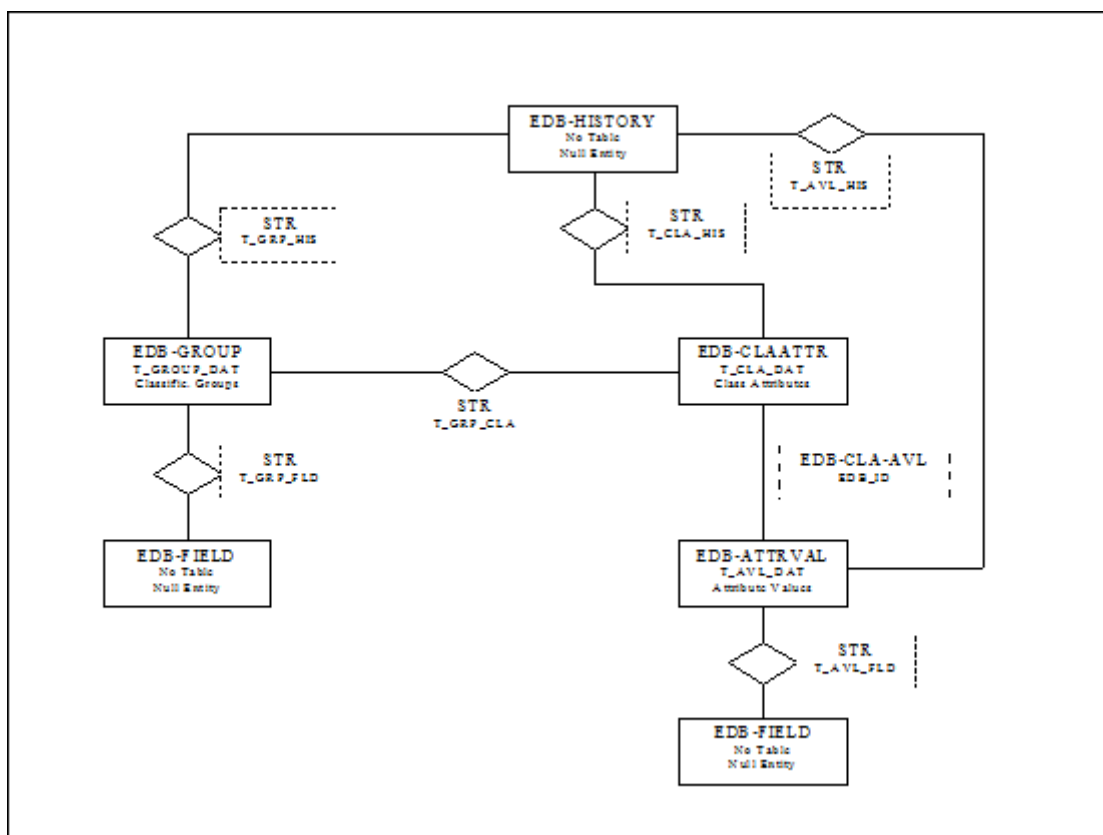 EDB-HISTORY
No Table
Null Entity
STR
T_AVL_HIS
STR
T_GRP_HIS
STR
T_CLA_HIS
EDB-GROUP
T_GROUP_DAT
Classific. Groups
EDB-CLAATTR
T_CLA_DAT
Class Attributes
STR
T_GRP_CLA
STR
T_GRP_FLD
EDB-CLA-AVL
EDB_ID
EDB-FIELD
No Table
Null Entity
EDB-ATTRVAL
T_AVL_DAT
Attribute Values
STR
T_AVL_FLD
EDB-FIELD
No Table
Null Entity